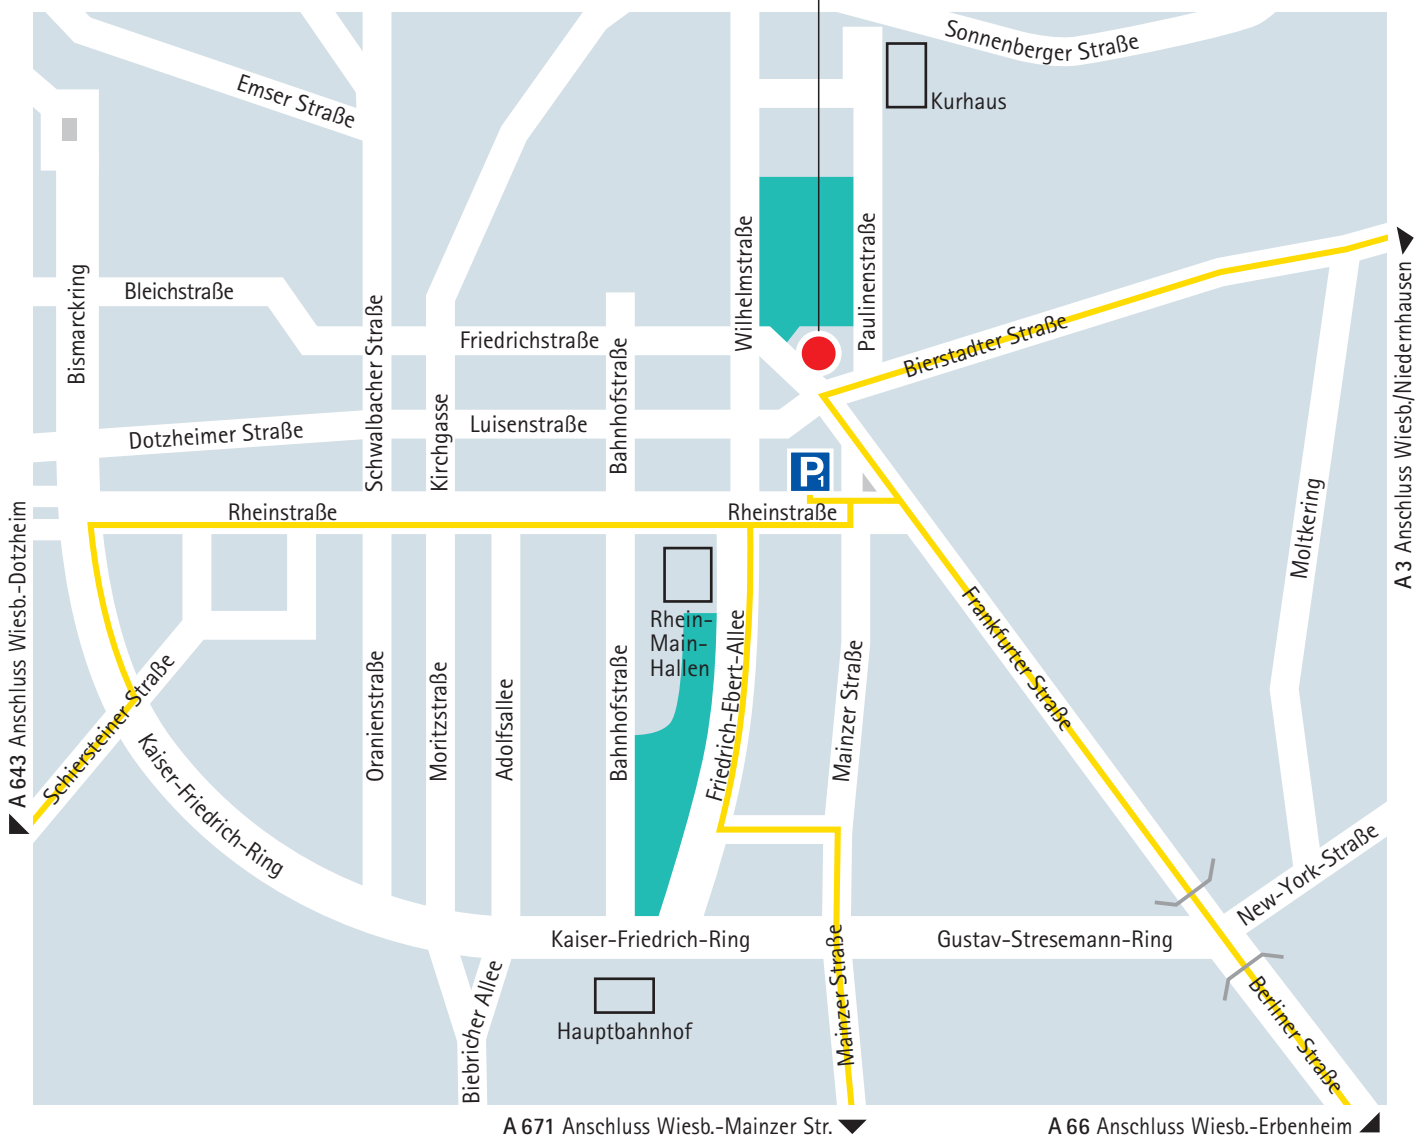 Sonnenberger Straße
Emser Straße
Kurhaus
Wilhelmstraße
Paulinenstraße
Bismarckring
Bleichstraße
Schwalbacher Straße
Friedrichstraße
Bierstadter Straße
A 3 Anschluss Wiesb./Niedernhausen
Kirchgasse
Bahnhofstraße
Luisenstraße
Dotzheimer Straße
P1
Moltkering
Rheinstraße
Rheinstraße
A 643 Anschluss Wiesb.-Dotzheim
Rhein-
Main-
Hallen
Frankfurter Straße
Friedrich-Ebert-Allee
Mainzer Straße
Schiersteiner Straße
Oranienstraße
Moritzstraße
Adolfsallee
Bahnhofstraße
Kaiser-Friedrich-Ring
New-York-Straße
Kaiser-Friedrich-Ring
Gustav-Stresemann-Ring
Mainzer Straße
Biebricher Allee
Hauptbahnhof
Berliner Straße
A 671 Anschluss Wiesb.-Mainzer Str.
A 66 Anschluss Wiesb.-Erbenheim